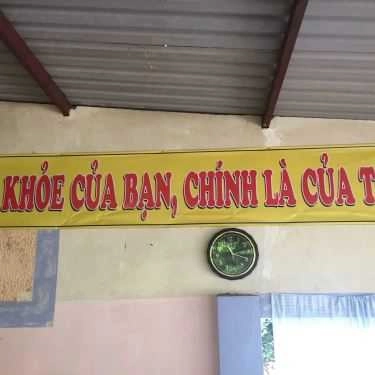 KHỎE CỦA BẠN, CHÍNH LÀ CỦA T